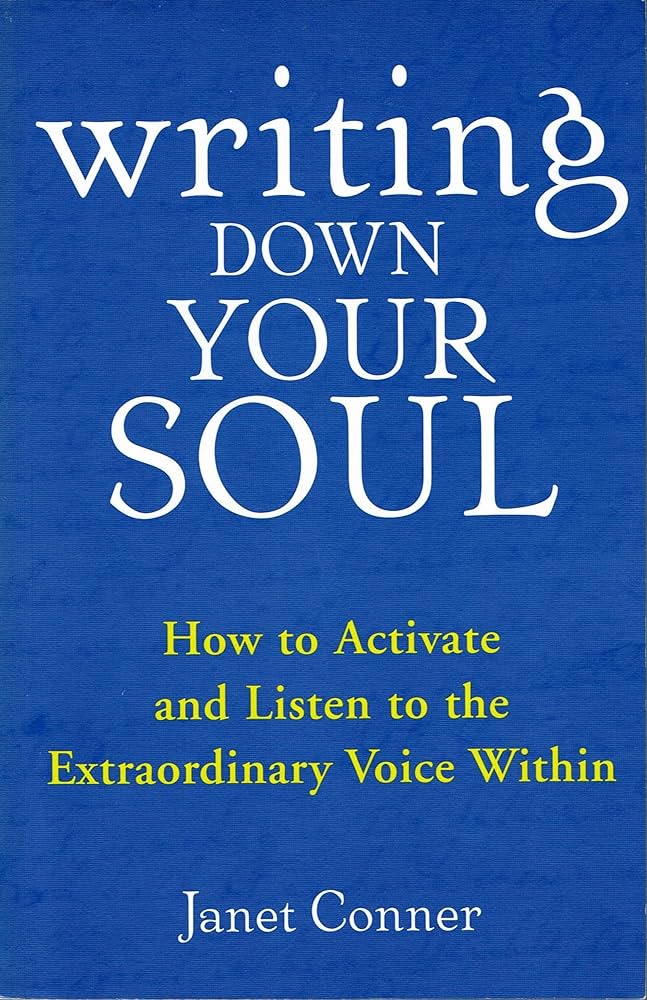 writing
DOWN
YOUR
SOUL
How to Activate
and Listen to the
Extraordinary Voice Within
Janet Conner